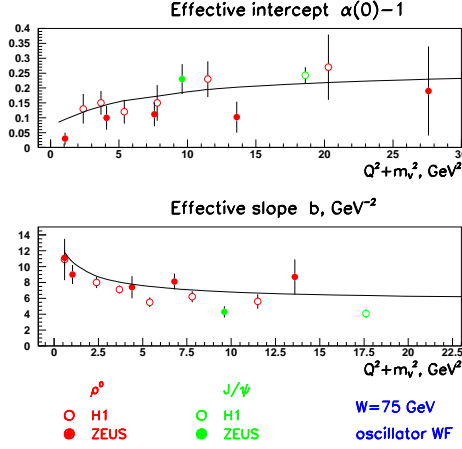 Effective intercept α(0)−1
0.4
0.35
0.3
0.25
0.2
0.15
0.1
0.05
0
0 5 10 15 20 25 30
Q²+mᵥ², GeV²
Effective slope b, GeV⁻²
14
12
10
8
6
4
2
0
0 2.5 5 7.5 10 12.5 15 17.5 20 22.5
Q²+mᵥ², GeV²
ρ⁰ J/ψ
H1 H1 W=75 GeV
ZEUS ZEUS oscillator WF